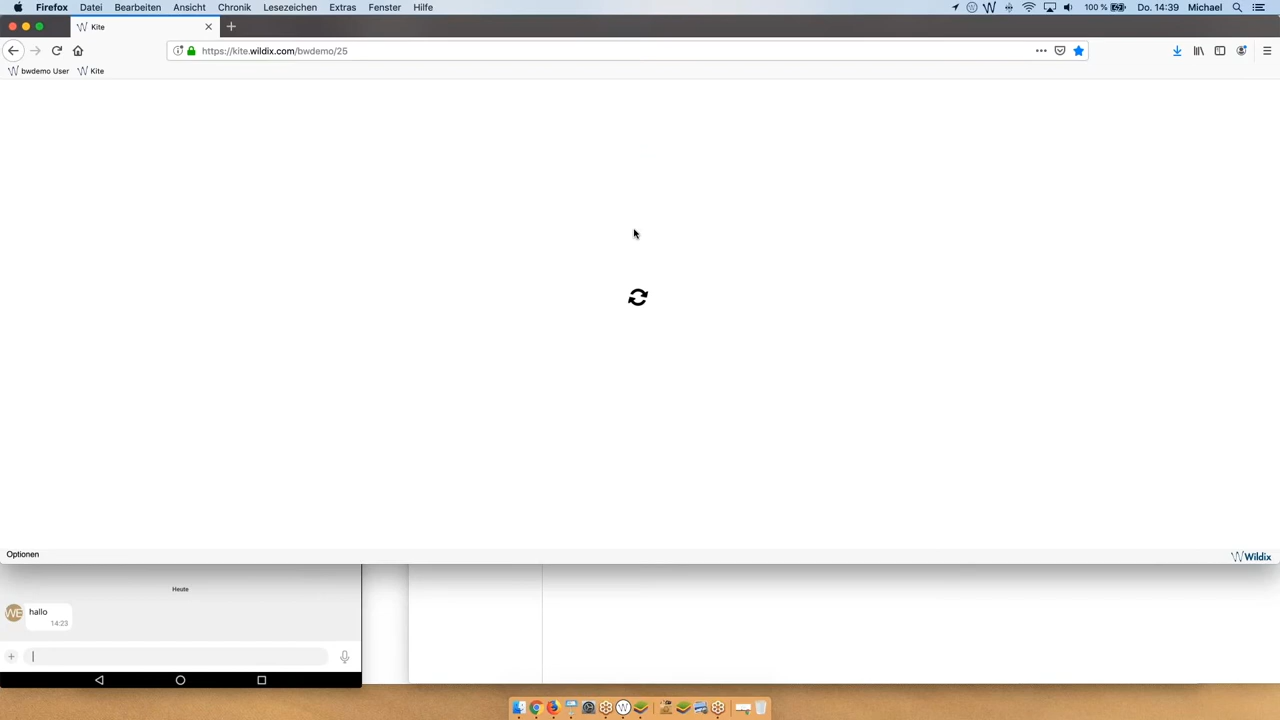 Firefox Datei Bearbeiten Ansicht Chronik Lesezeichen Extras Fenster Hilfe 100 % Do. 14:39 Michael
Kite
https://kite.wildix.com/bwdemo/25
bwdemo User Kite
Optionen
Wildix
Heute
WE
hallo
14:23